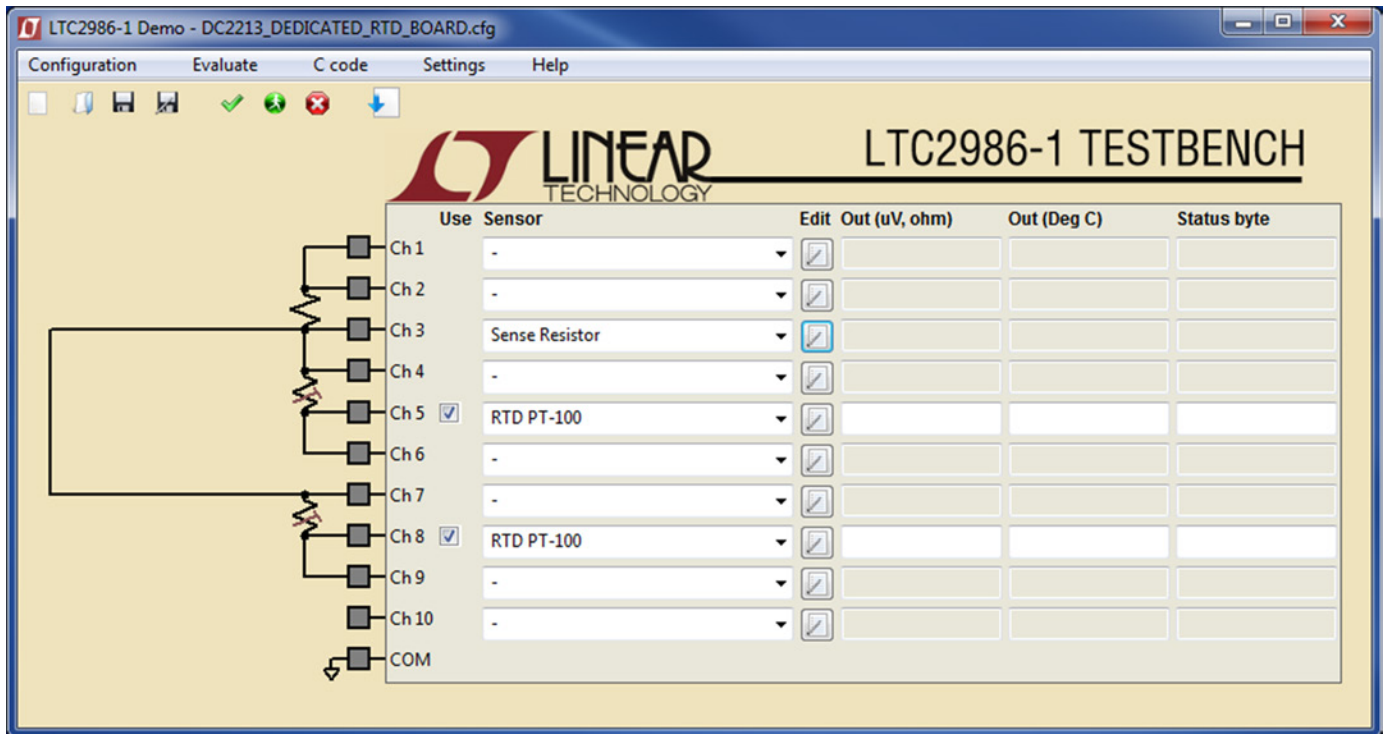 LTC2986-1 Demo - DC2213_DEDICATED_RTD_BOARD.cfg
Configuration Evaluate C code Settings Help
LINEAR TECHNOLOGY
LTC2986-1 TESTBENCH
Use Sensor Edit Out (uV, ohm) Out (Deg C) Status byte
Ch 1 -
Ch 2 -
Ch 3 Sense Resistor
Ch 4 -
Ch 5 RTD PT-100
Ch 6 -
Ch 7 -
Ch 8 RTD PT-100
Ch 9 -
Ch 10 -
COM